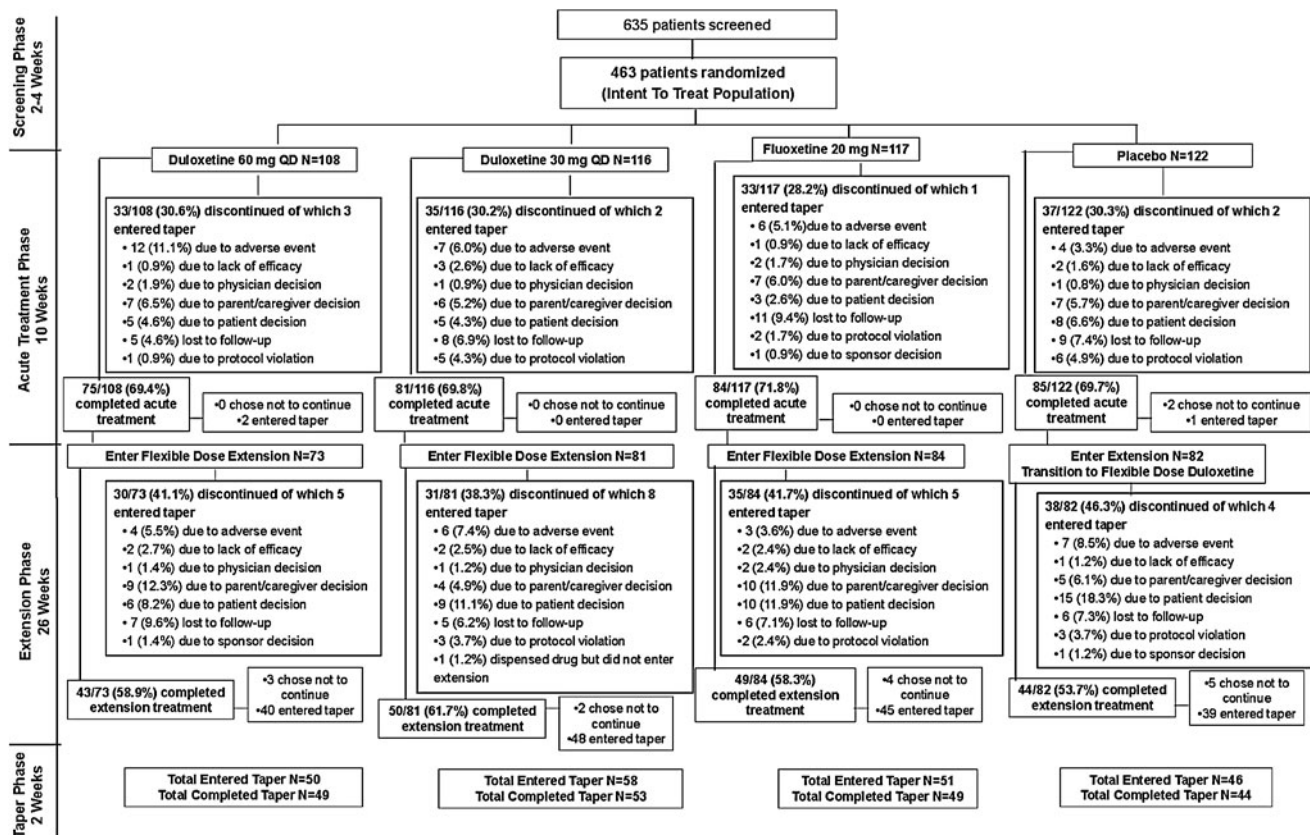 Screening Phase
2-4 Weeks
635 patients screened
463 patients randomized
(Intent To Treat Population)
Acute Treatment Phase
10 Weeks
Duloxetine 60 mg QD N=108
33/108 (30.6%) discontinued of which 3
entered taper
• 12 (11.1%) due to adverse event
•1 (0.9%) due to lack of efficacy
•2 (1.9%) due to physician decision
•7 (6.5%) due to parent/caregiver decision
•5 (4.6%) due to patient decision
• 5 (4.6%) lost to follow-up
•1 (0.9%) due to protocol violation
75/108 (69.4%)
completed acute
treatment
•0 chose not to continue
•2 entered taper
Duloxetine 30 mg QD N=116
35/116 (30.2%) discontinued of which 2
entered taper
•7 (6.0%) due to adverse event
•3 (2.6%) due to lack of efficacy
•1 (0.9%) due to physician decision
•6 (5.2%) due to parent/caregiver decision
•5 (4.3%) due to patient decision
• 8 (6.9%) lost to follow-up
•5 (4.3%) due to protocol violation
81/116 (69.8%)
completed acute
treatment
•0 chose not to continue
•0 entered taper
Fluoxetine 20 mg N=117
33/117 (28.2%) discontinued of which 1
entered taper
• 6 (5.1%)due to adverse event
•1 (0.9%) due to lack of efficacy
•2 (1.7%) due to physician decision
•7 (6.0%) due to parent/caregiver decision
•3 (2.6%) due to patient decision
•11 (9.4%) lost to follow-up
•2 (1.7%) due to protocol violation
•1 (0.9%) due to sponsor decision
84/117 (71.8%)
completed acute
treatment
•0 chose not to continue
•0 entered taper
Placebo N=122
37/122 (30.3%) discontinued of which 2
entered taper
• 4 (3.3%) due to adverse event
•2 (1.6%) due to lack of efficacy
•1 (0.8%) due to physician decision
•7 (5.7%) due to parent/caregiver decision
•8 (6.6%) due to patient decision
• 9 (7.4%) lost to follow-up
•6 (4.9%) due to protocol violation
85/122 (69.7%)
completed acute
treatment
•2 chose not to continue
•1 entered taper
Extension Phase
26 Weeks
Enter Flexible Dose Extension N=73
30/73 (41.1%) discontinued of which 5
entered taper
• 4 (5.5%) due to adverse event
•2 (2.7%) due to lack of efficacy
•1 (1.4%) due to physician decision
•9 (12.3%) due to parent/caregiver decision
•6 (8.2%) due to patient decision
• 7 (9.6%) lost to follow-up
•1 (1.4%) due to sponsor decision
43/73 (58.9%) completed
extension treatment
•3 chose not to
continue
•40 entered taper
Enter Flexible Dose Extension N=81
31/81 (38.3%) discontinued of which 8
entered taper
• 6 (7.4%) due to adverse event
•2 (2.5%) due to lack of efficacy
•1 (1.2%) due to physician decision
•4 (4.9%) due to parent/caregiver decision
•9 (11.1%) due to patient decision
• 5 (6.2%) lost to follow-up
•3 (3.7%) due to protocol violation
•1 (1.2%) dispensed drug but did not enter
extension
50/81 (61.7%) completed
extension treatment
•2 chose not to
continue
•48 entered taper
Enter Flexible Dose Extension N=84
35/84 (41.7%) discontinued of which 5
entered taper
• 3 (3.6%) due to adverse event
•2 (2.4%) due to lack of efficacy
•2 (2.4%) due to physician decision
•10 (11.9%) due to parent/caregiver decision
•10 (11.9%) due to patient decision
• 6 (7.1%) lost to follow-up
•2 (2.4%) due to protocol violation
49/84 (58.3%)
completed extension
treatment
•4 chose not to
continue
•45 entered taper
Enter Extension N=82
Transition to Flexible Dose Duloxetine
38/82 (46.3%) discontinued of which 4
entered taper
• 7 (8.5%) due to adverse event
•1 (1.2%) due to lack of efficacy
•5 (6.1%) due to parent/caregiver decision
•15 (18.3%) due to patient decision
• 6 (7.3%) lost to follow-up
•3 (3.7%) due to protocol violation
•1 (1.2%) due to sponsor decision
44/82 (53.7%) completed
extension treatment
•5 chose not to
continue
•39 entered taper
Taper Phase
2 Weeks
Total Entered Taper N=50
Total Completed Taper N=49
Total Entered Taper N=58
Total Completed Taper N=53
Total Entered Taper N=51
Total Completed Taper N=49
Total Entered Taper N=46
Total Completed Taper N=44